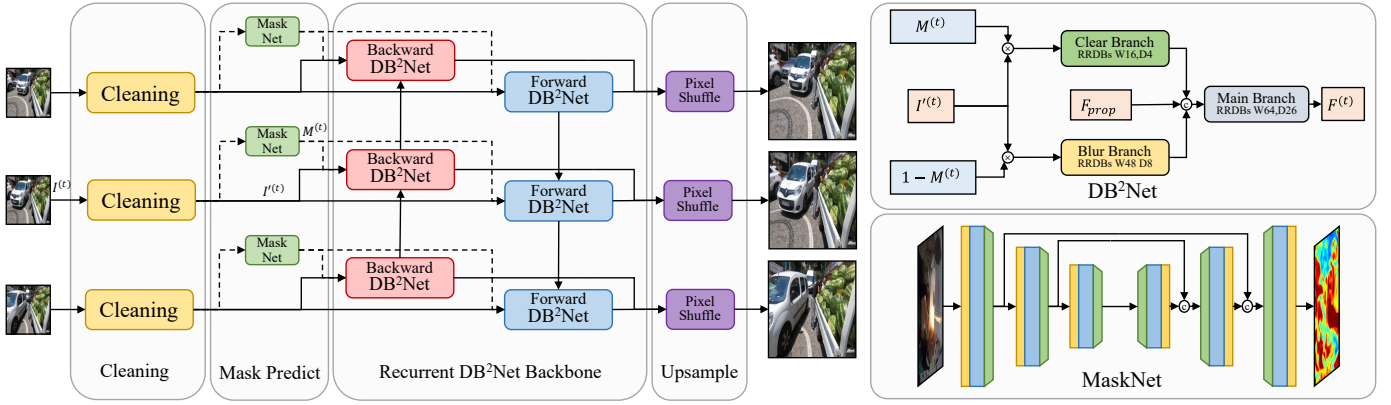 Mask
Net
Backward
DB²Net
Cleaning
Forward
DB²Net
Pixel
Shuffle
Mask
Net
M^(t)
Backward
DB²Net
I^(t)
Cleaning
I'^(t)
Forward
DB²Net
Pixel
Shuffle
Mask
Net
Backward
DB²Net
Cleaning
Forward
DB²Net
Pixel
Shuffle
Cleaning
Mask Predict
Recurrent DB²Net Backbone
Upsample
M^(t)
×
Clear Branch
RRDBs W16,D4
I'^(t)
F_prop
c
Main Branch
RRDBs W64,D26
F^(t)
×
Blur Branch
RRDBs W48 D8
1 − M^(t)
DB²Net
c
c
MaskNet